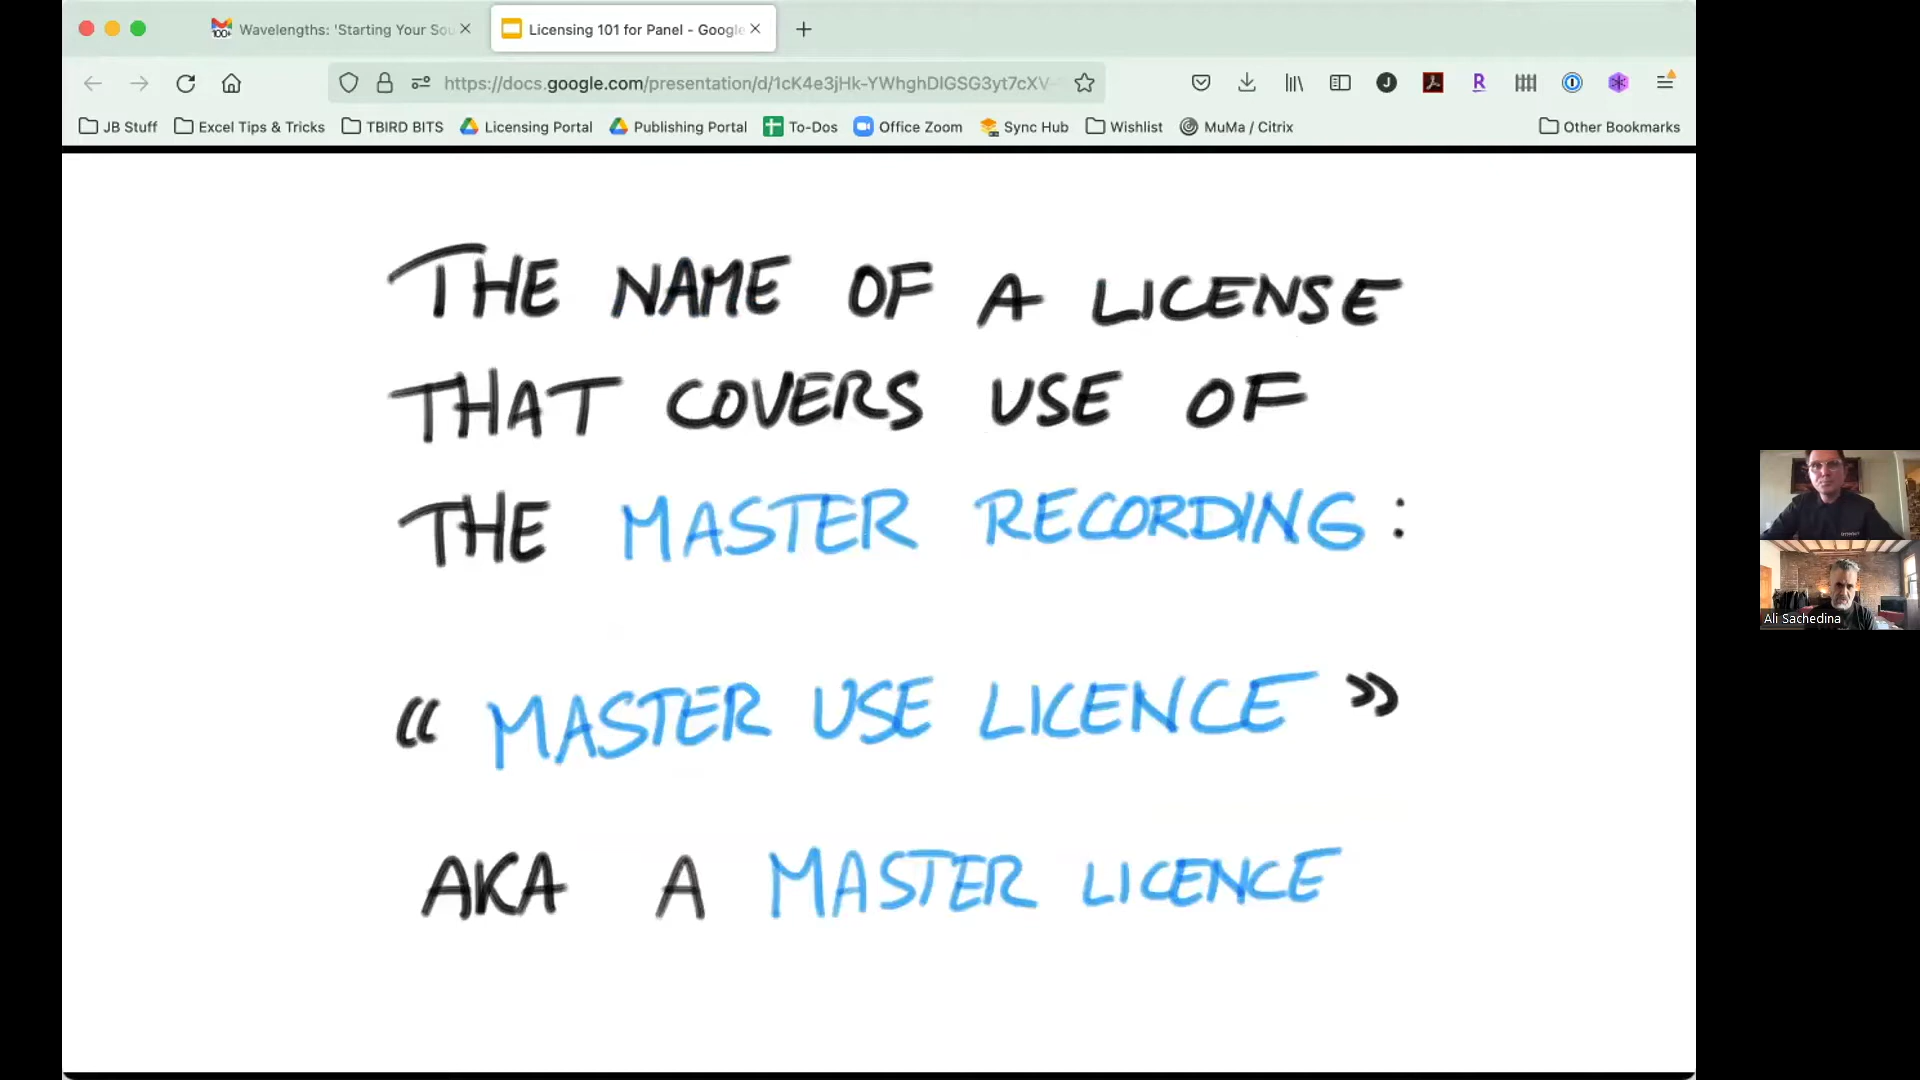 Wavelengths: 'Starting Your Sou
Licensing 101 for Panel - Google
https://docs.google.com/presentation/d/1cK4e3jHk-YWhghDIGSG3yt7cXV-
JB Stuff
Excel Tips & Tricks
TBIRD BITS
Licensing Portal
Publishing Portal
To-Dos
Office Zoom
Sync Hub
Wishlist
MuMa / Citrix
Other Bookmarks
THE NAME OF A LICENSE
THAT COVERS USE OF
THE MASTER RECORDING:
“ MASTER USE LICENCE ”
AKA A MASTER LICENCE
Ali Sachedina